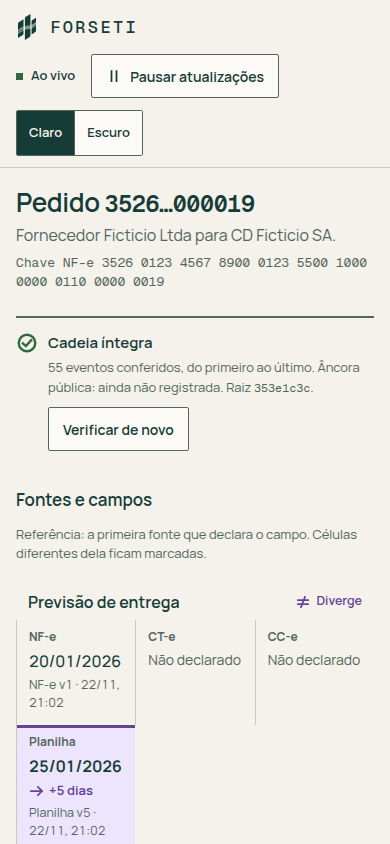 FORSETI
Ao vivo
Pausar atualizações
Claro
Escuro
Pedido 3526…000019
Fornecedor Ficticio Ltda para CD Ficticio SA.
Chave NF-e 3526 0123 4567 8900 0123 5500 1000
0000 0110 0000 0019
Cadeia íntegra
55 eventos conferidos, do primeiro ao último. Âncora
pública: ainda não registrada. Raiz 353e1c3c.
Verificar de novo
Fontes e campos
Referência: a primeira fonte que declara o campo. Células
diferentes dela ficam marcadas.
Previsão de entrega
≠ Diverge
NF-e
20/01/2026
NF-e v1 · 22/11,
21:02
CT-e
Não declarado
CC-e
Não declarado
Planilha
25/01/2026
→ +5 dias
Planilha v5 ·
22/11, 21:02